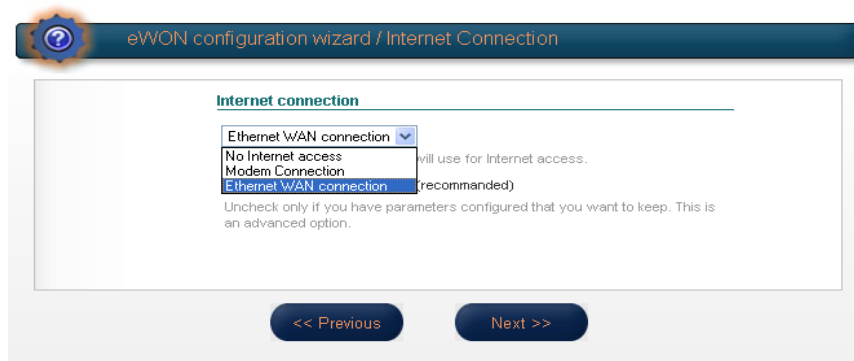 eWON configuration wizard / Internet Connection
Internet connection
Ethernet WAN connection
No Internet access
will use for Internet access.
Modem Connection
Ethernet WAN connection
(recommanded)
Uncheck only if you have parameters configured that you want to keep. This is
an advanced option.
<< Previous
Next >>